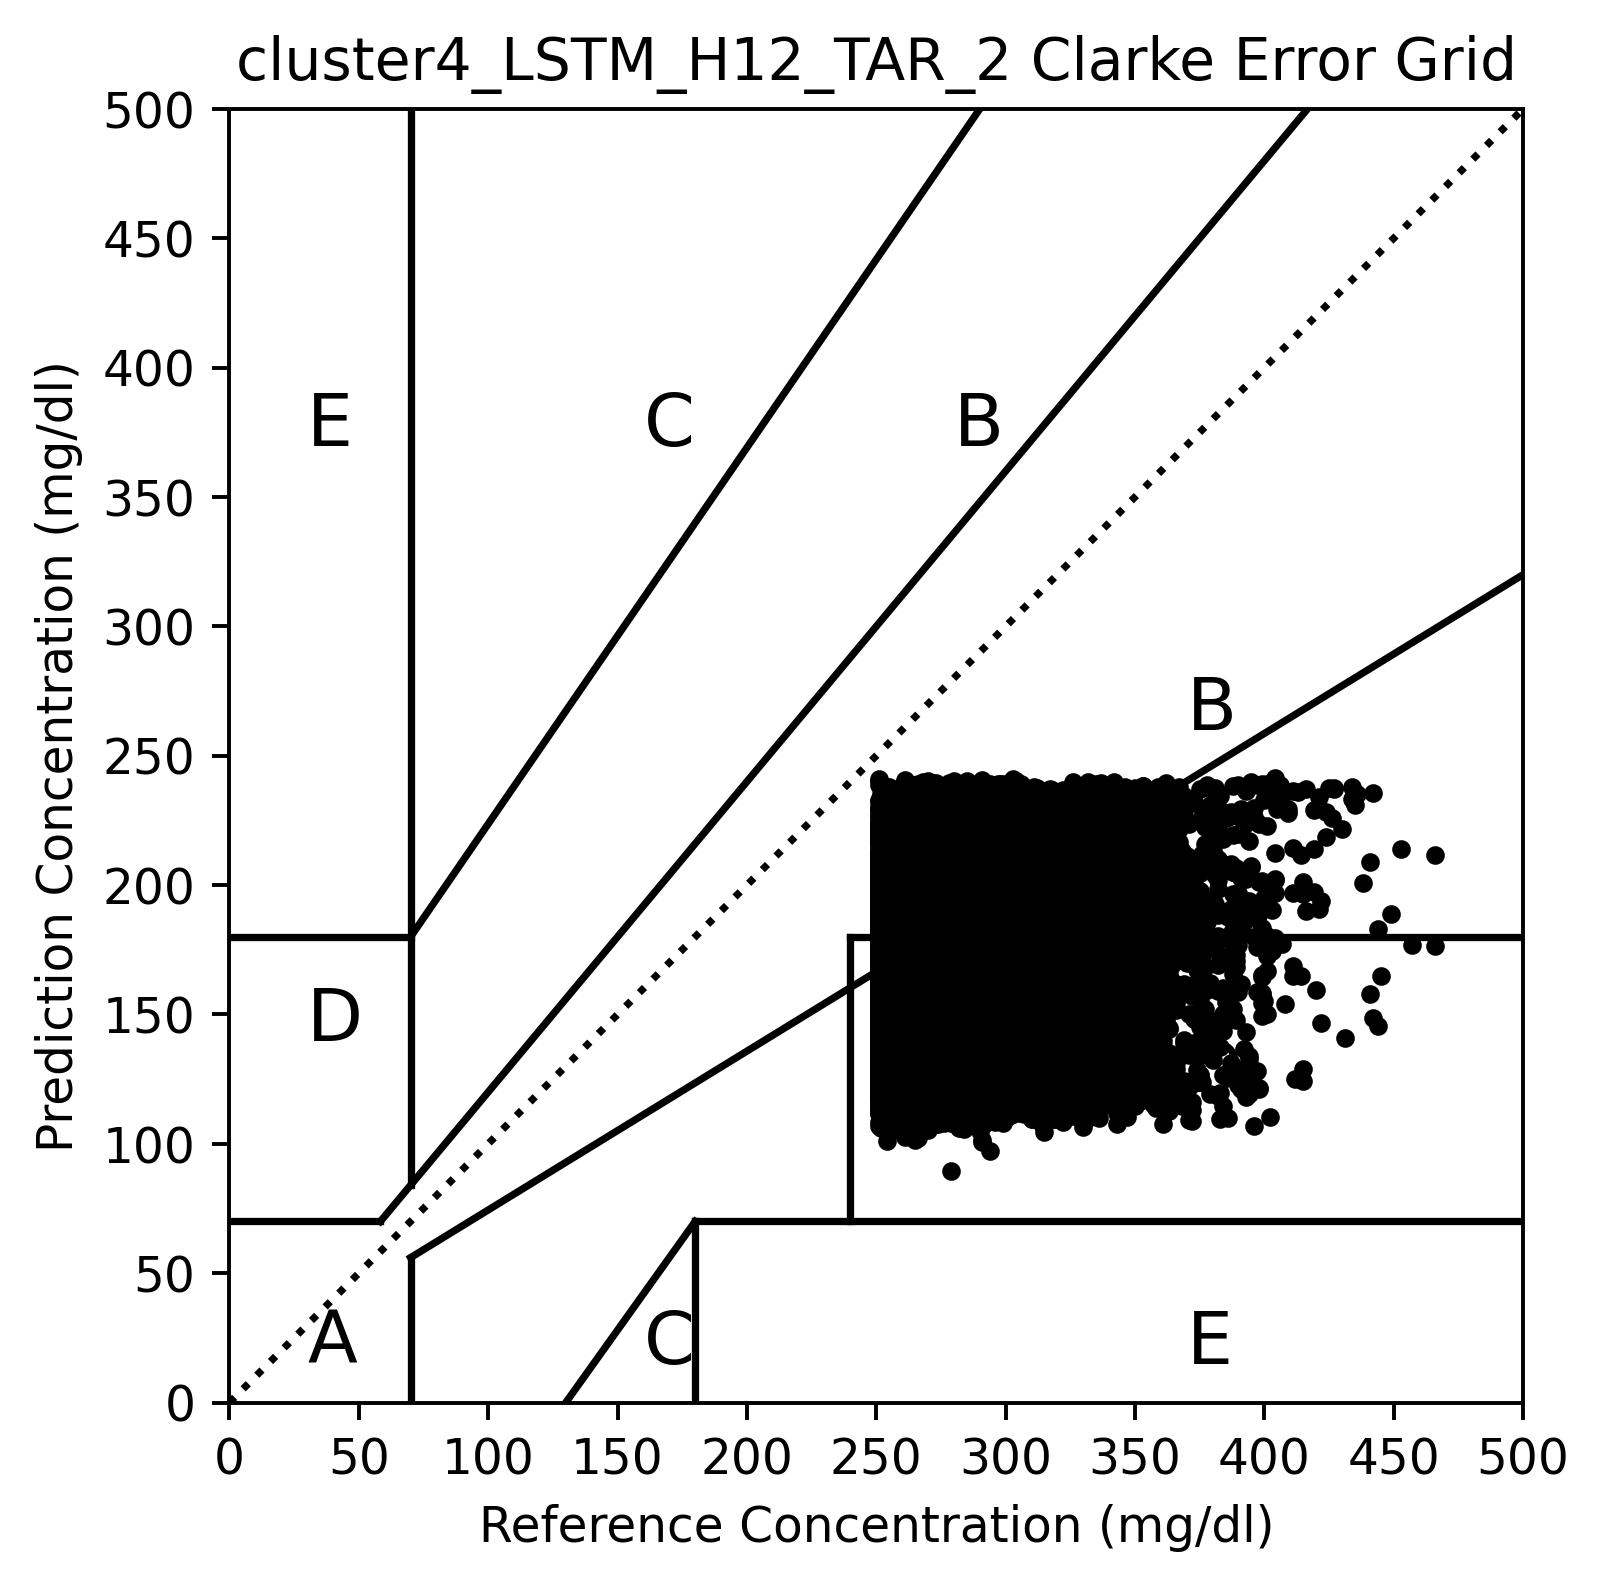 cluster4_LSTM_H12_TAR_2 Clarke Error Grid
500
450
400
350
300
250
200
150
100
50
0
Prediction Concentration (mg/dl)
E
C
B
B
D
A
C
E
0 50 100 150 200 250 300 350 400 450 500
Reference Concentration (mg/dl)